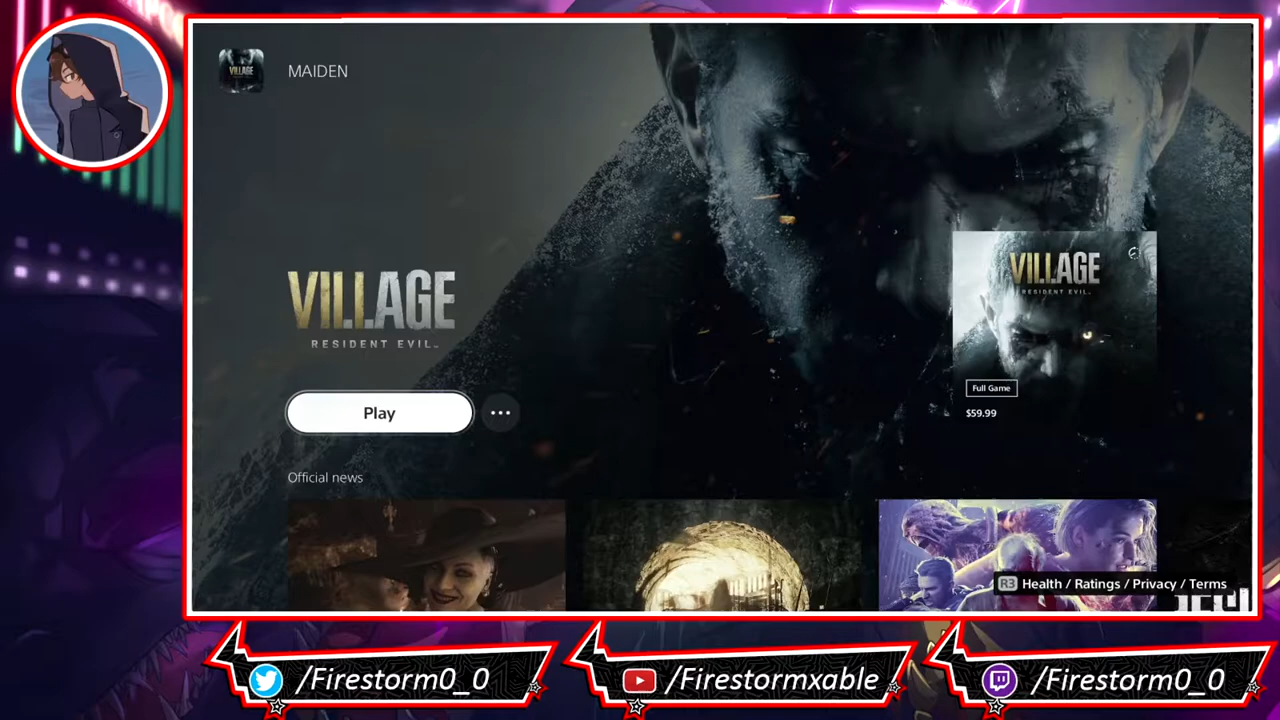 VILLAGE
MAIDEN
VILLAGE
RESIDENT EVIL
Play
VILLAGE
RESIDENT EVIL
Full Game
$59.99
Official news
R3 Health / Ratings / Privacy / Terms
/Firestorm0_0
/Firestormxable
/Firestorm0_0